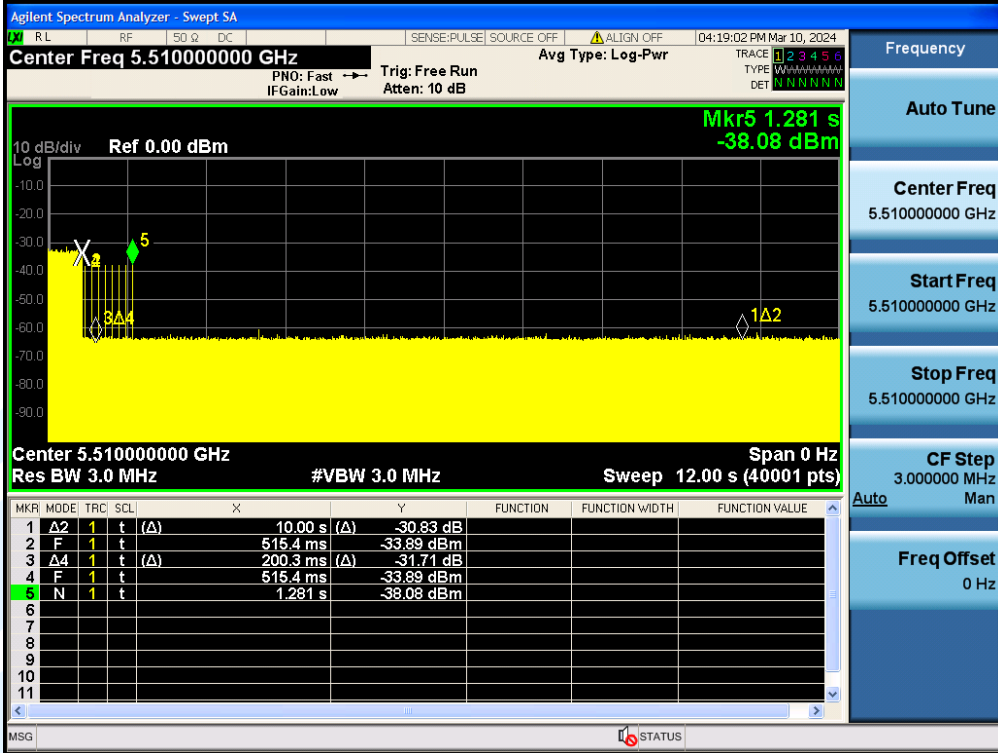 Agilent Spectrum Analyzer - Swept SA
LXI RL RF 50 Ω DC SENSE:PULSE SOURCE OFF ALIGN OFF 04:19:02 PM Mar 10, 2024
Center Freq 5.510000000 GHz
PNO: Fast Trig: Free Run
IFGain:Low Atten: 10 dB
Avg Type: Log-Pwr
TRACE 1 2 3 4 5 6
TYPE W
DET N N N N N N
Mkr5 1.281 s
-38.08 dBm
10 dB/div Ref 0.00 dBm
Log
-10.0
-20.0
-30.0
-40.0
-50.0
-60.0
-70.0
-80.0
-90.0
X
5
3Δ4
1Δ2
Center 5.510000000 GHz Span 0 Hz
Res BW 3.0 MHz #VBW 3.0 MHz Sweep 12.00 s (40001 pts)
MKR MODE TRC SCL X Y FUNCTION FUNCTION WIDTH FUNCTION VALUE
1 Δ2 1 t (Δ) 10.00 s (Δ) -30.83 dB
2 F 1 t 515.4 ms -33.89 dBm
3 Δ4 1 t (Δ) 200.3 ms (Δ) -31.71 dB
4 F 1 t 515.4 ms -33.89 dBm
5 N 1 t 1.281 s -38.08 dBm
6
7
8
9
10
11
MSG STATUS
Frequency
Auto Tune
Center Freq
5.510000000 GHz
Start Freq
5.510000000 GHz
Stop Freq
5.510000000 GHz
CF Step
3.000000 MHz
Auto Man
Freq Offset
0 Hz